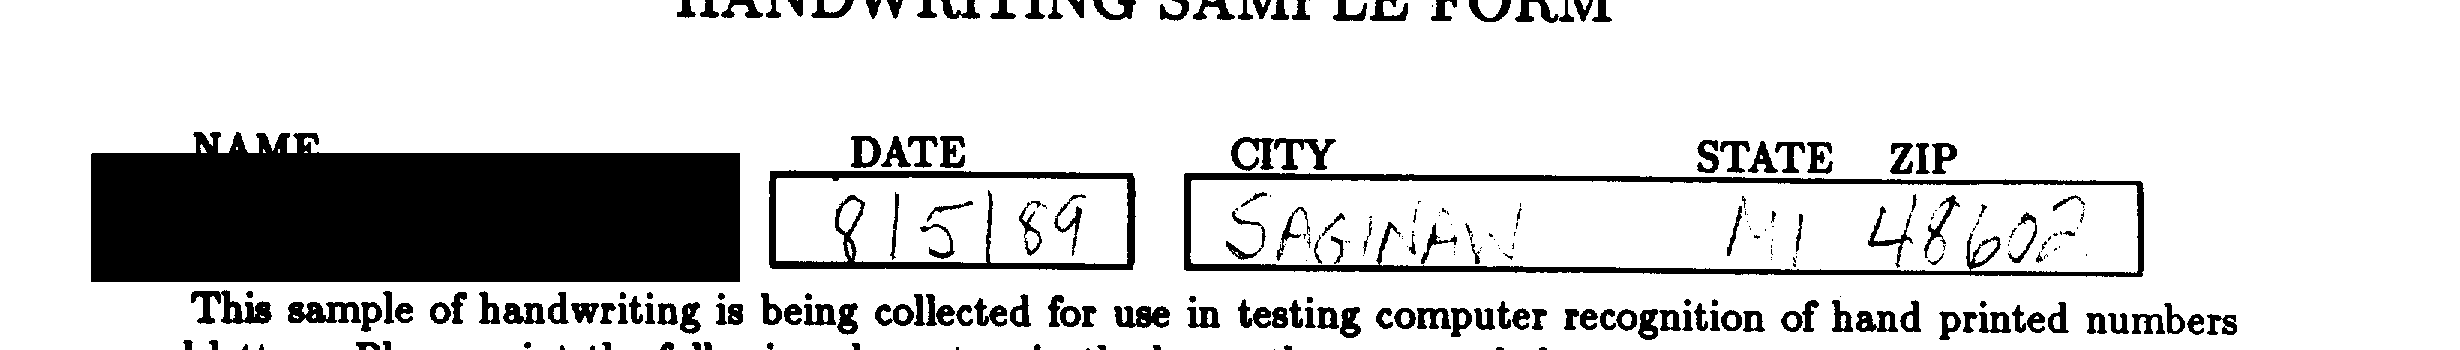 HANDWRITING SAMPLE FORM
NAME DATE CITY STATE ZIP
8/5/89 SAGINAW MI 48602
This sample of handwriting is being collected for use in testing computer recognition of hand printed numbers